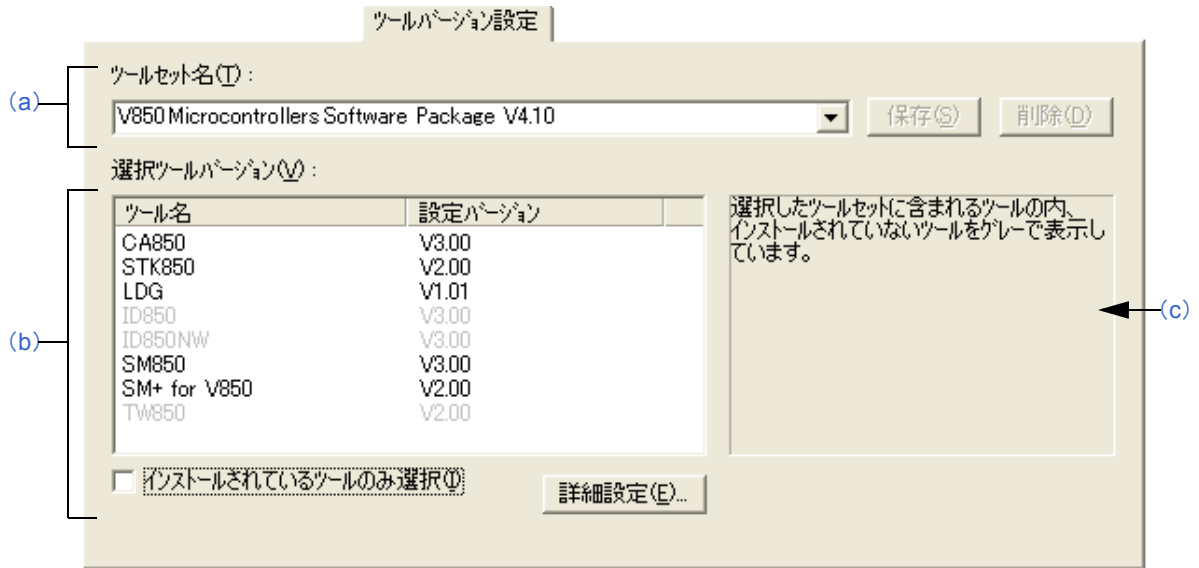 ツールバージョン設定
ツールセット名(T) :
(a)
V850 Microcontrollers Software Package V4.10
保存(S)
削除(D)
選択ツールバージョン(V) :
ツール名 設定バージョン
CA850 V3.00
STK850 V2.00
LDG V1.01
ID850 V3.00
ID850NW V3.00
SM850 V3.00
SM+ for V850 V2.00
TW850 V2.00
(b)
選択したツールセットに含まれるツールの内、
インストールされていないツールをグレーで表示し
ています。
(c)
インストールされているツールのみ選択(I)
詳細設定(E)...